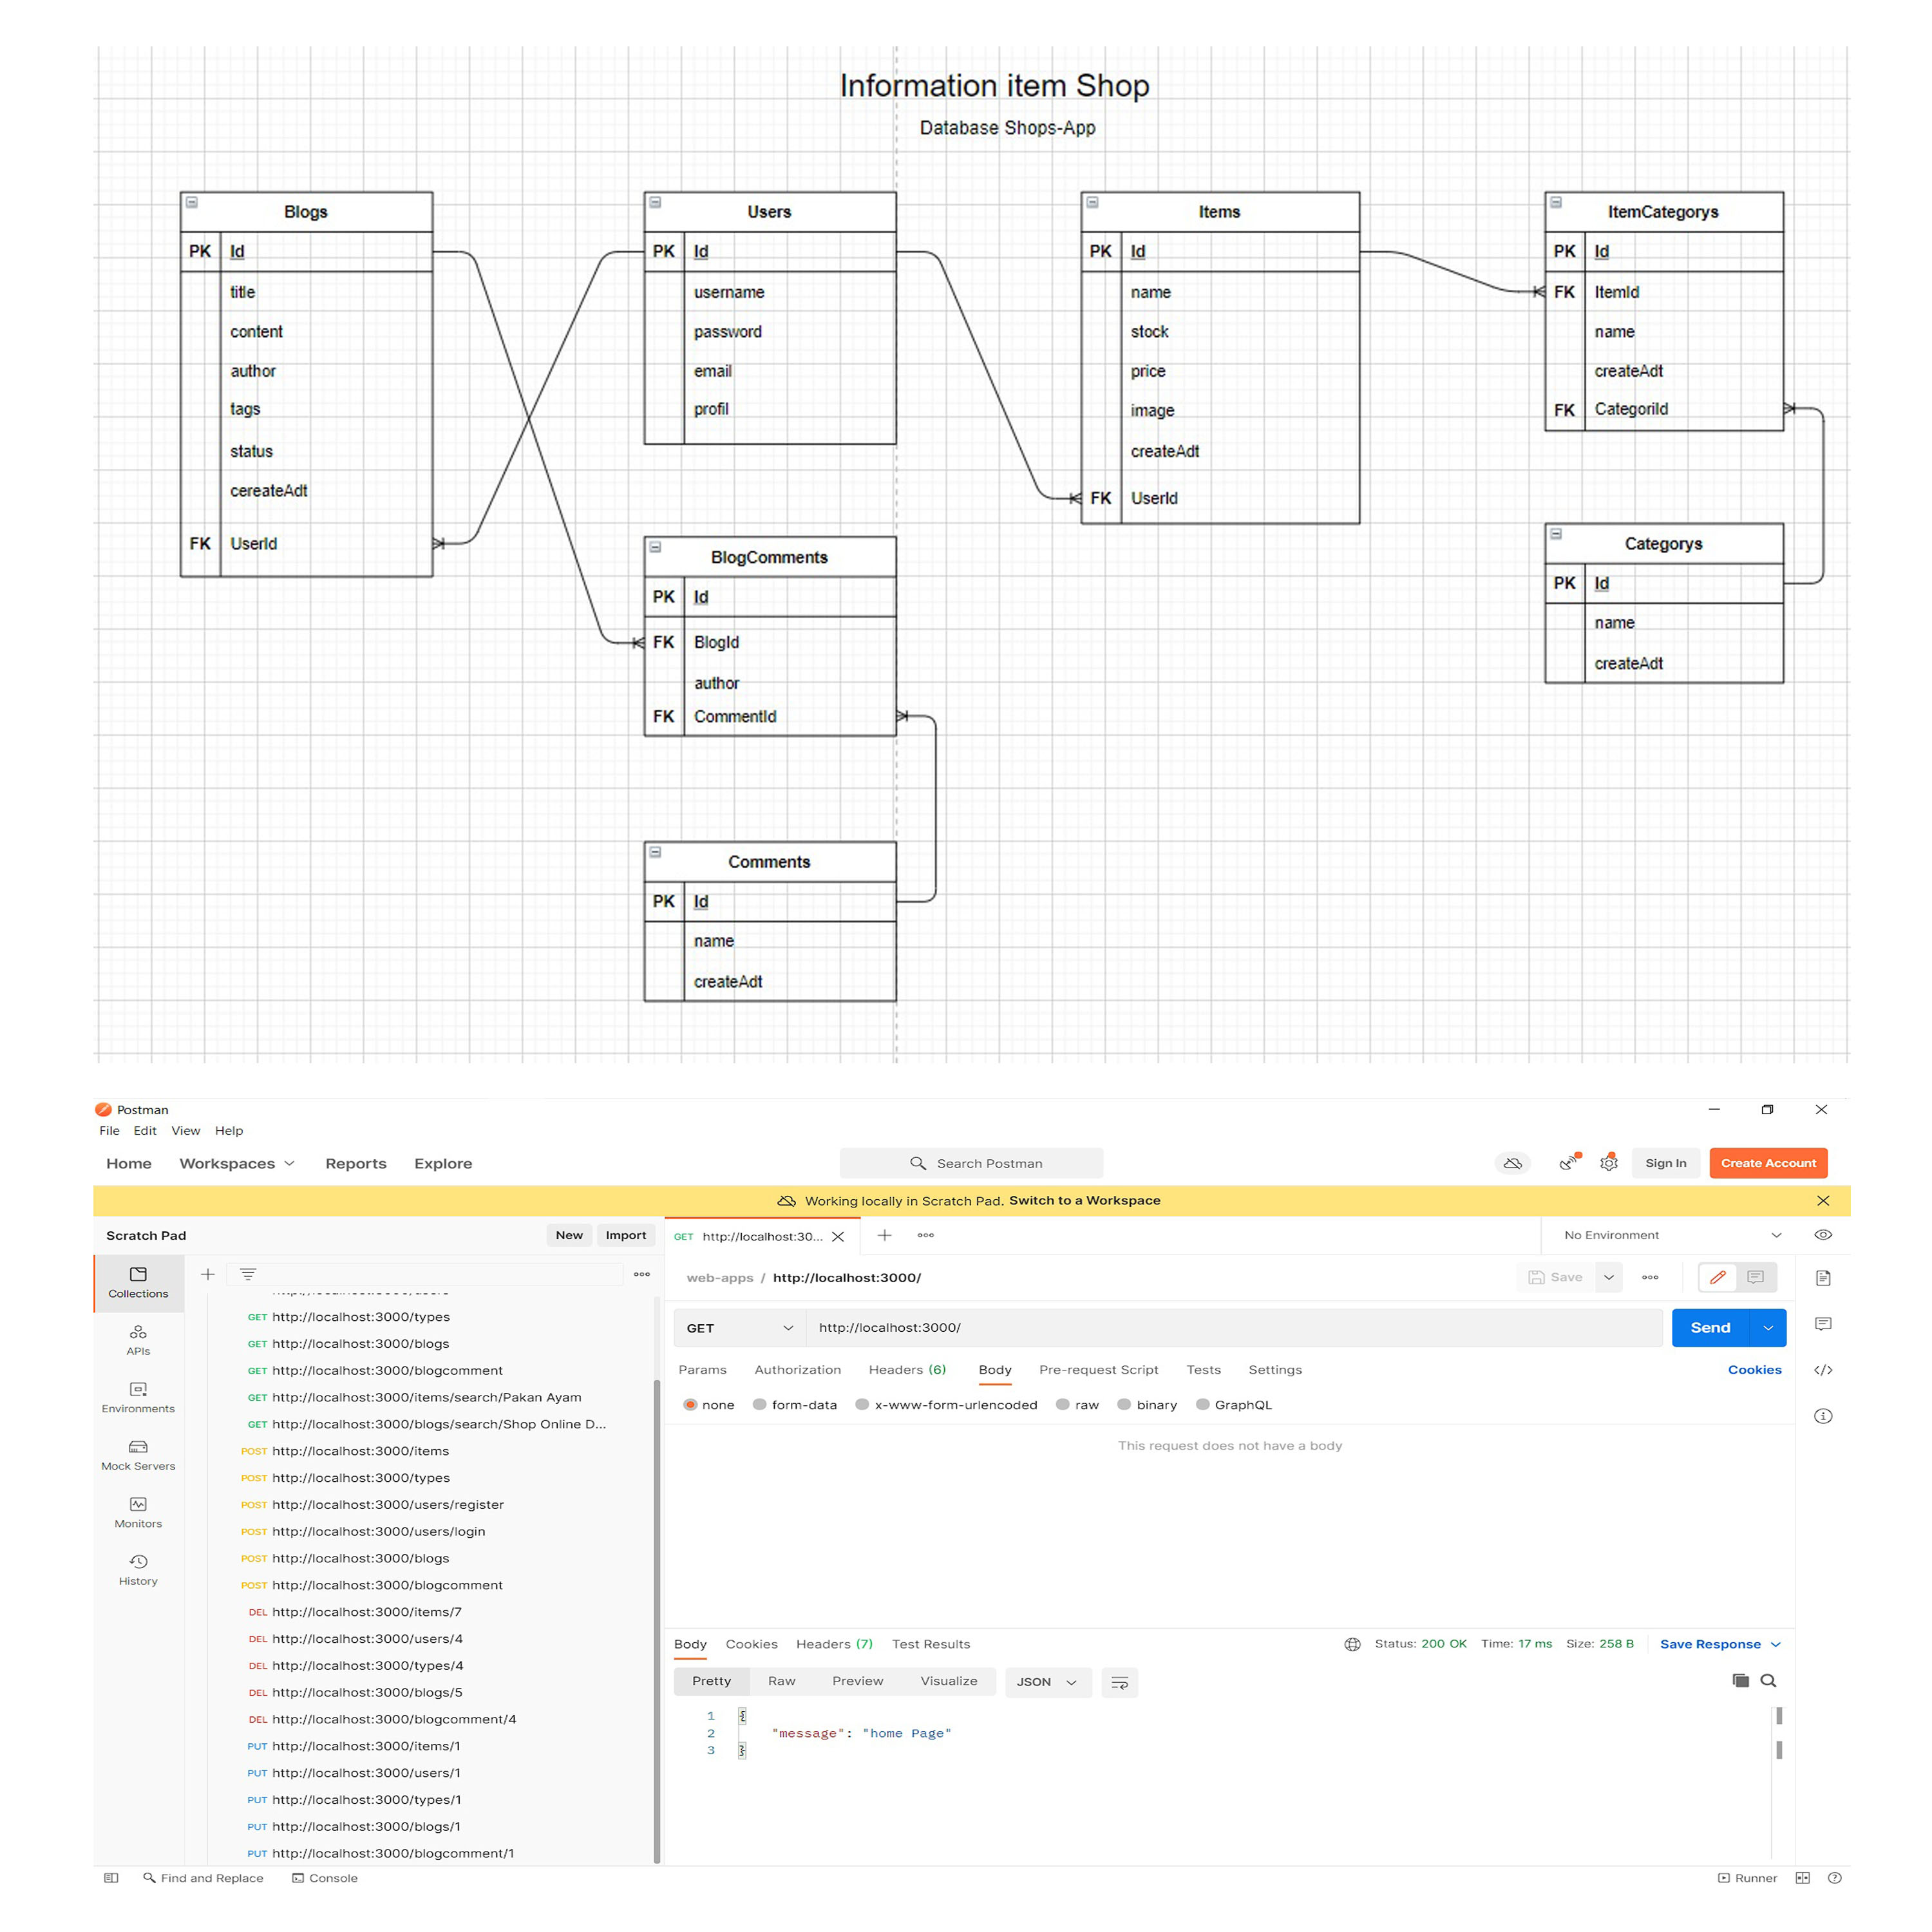 Information item Shop
Database Shops-App
Blogs
PK Id
title
content
author
tags
status
cereateAdt
FK UserId
Users
PK Id
username
password
email
profil
BlogComments
PK Id
FK BlogId
author
FK CommentId
Comments
PK Id
name
createAdt
Items
PK Id
name
stock
price
image
createAdt
FK UserId
ItemCategorys
PK Id
FK ItemId
name
createAdt
FK CategoriId
Categorys
PK Id
name
createAdt
Postman
File Edit View Help
Home Workspaces Reports Explore Search Postman Sign In Create Account
Working locally in Scratch Pad. Switch to a Workspace
Scratch Pad New Import
Collections
APIs
Environments
Mock Servers
Monitors
History
GET http://localhost:3000/types
GET http://localhost:3000/blogs
GET http://localhost:3000/blogcomment
GET http://localhost:3000/items/search/Pakan Ayam
GET http://localhost:3000/blogs/search/Shop Online D...
POST http://localhost:3000/items
POST http://localhost:3000/types
POST http://localhost:3000/users/register
POST http://localhost:3000/users/login
POST http://localhost:3000/blogs
POST http://localhost:3000/blogcomment
DEL http://localhost:3000/items/7
DEL http://localhost:3000/users/4
DEL http://localhost:3000/types/4
DEL http://localhost:3000/blogs/5
DEL http://localhost:3000/blogcomment/4
PUT http://localhost:3000/items/1
PUT http://localhost:3000/users/1
PUT http://localhost:3000/types/1
PUT http://localhost:3000/blogs/1
PUT http://localhost:3000/blogcomment/1
GET http://localhost:30... No Environment
web-apps / http://localhost:3000/ Save
GET http://localhost:3000/ Send
Params Authorization Headers (6) Body Pre-request Script Tests Settings Cookies
none form-data x-www-form-urlencoded raw binary GraphQL
This request does not have a body
Body Cookies Headers (7) Test Results Status: 200 OK Time: 17 ms Size: 258 B Save Response
Pretty Raw Preview Visualize JSON
1 {
2 "message": "home Page"
3 }
Find and Replace Console Runner